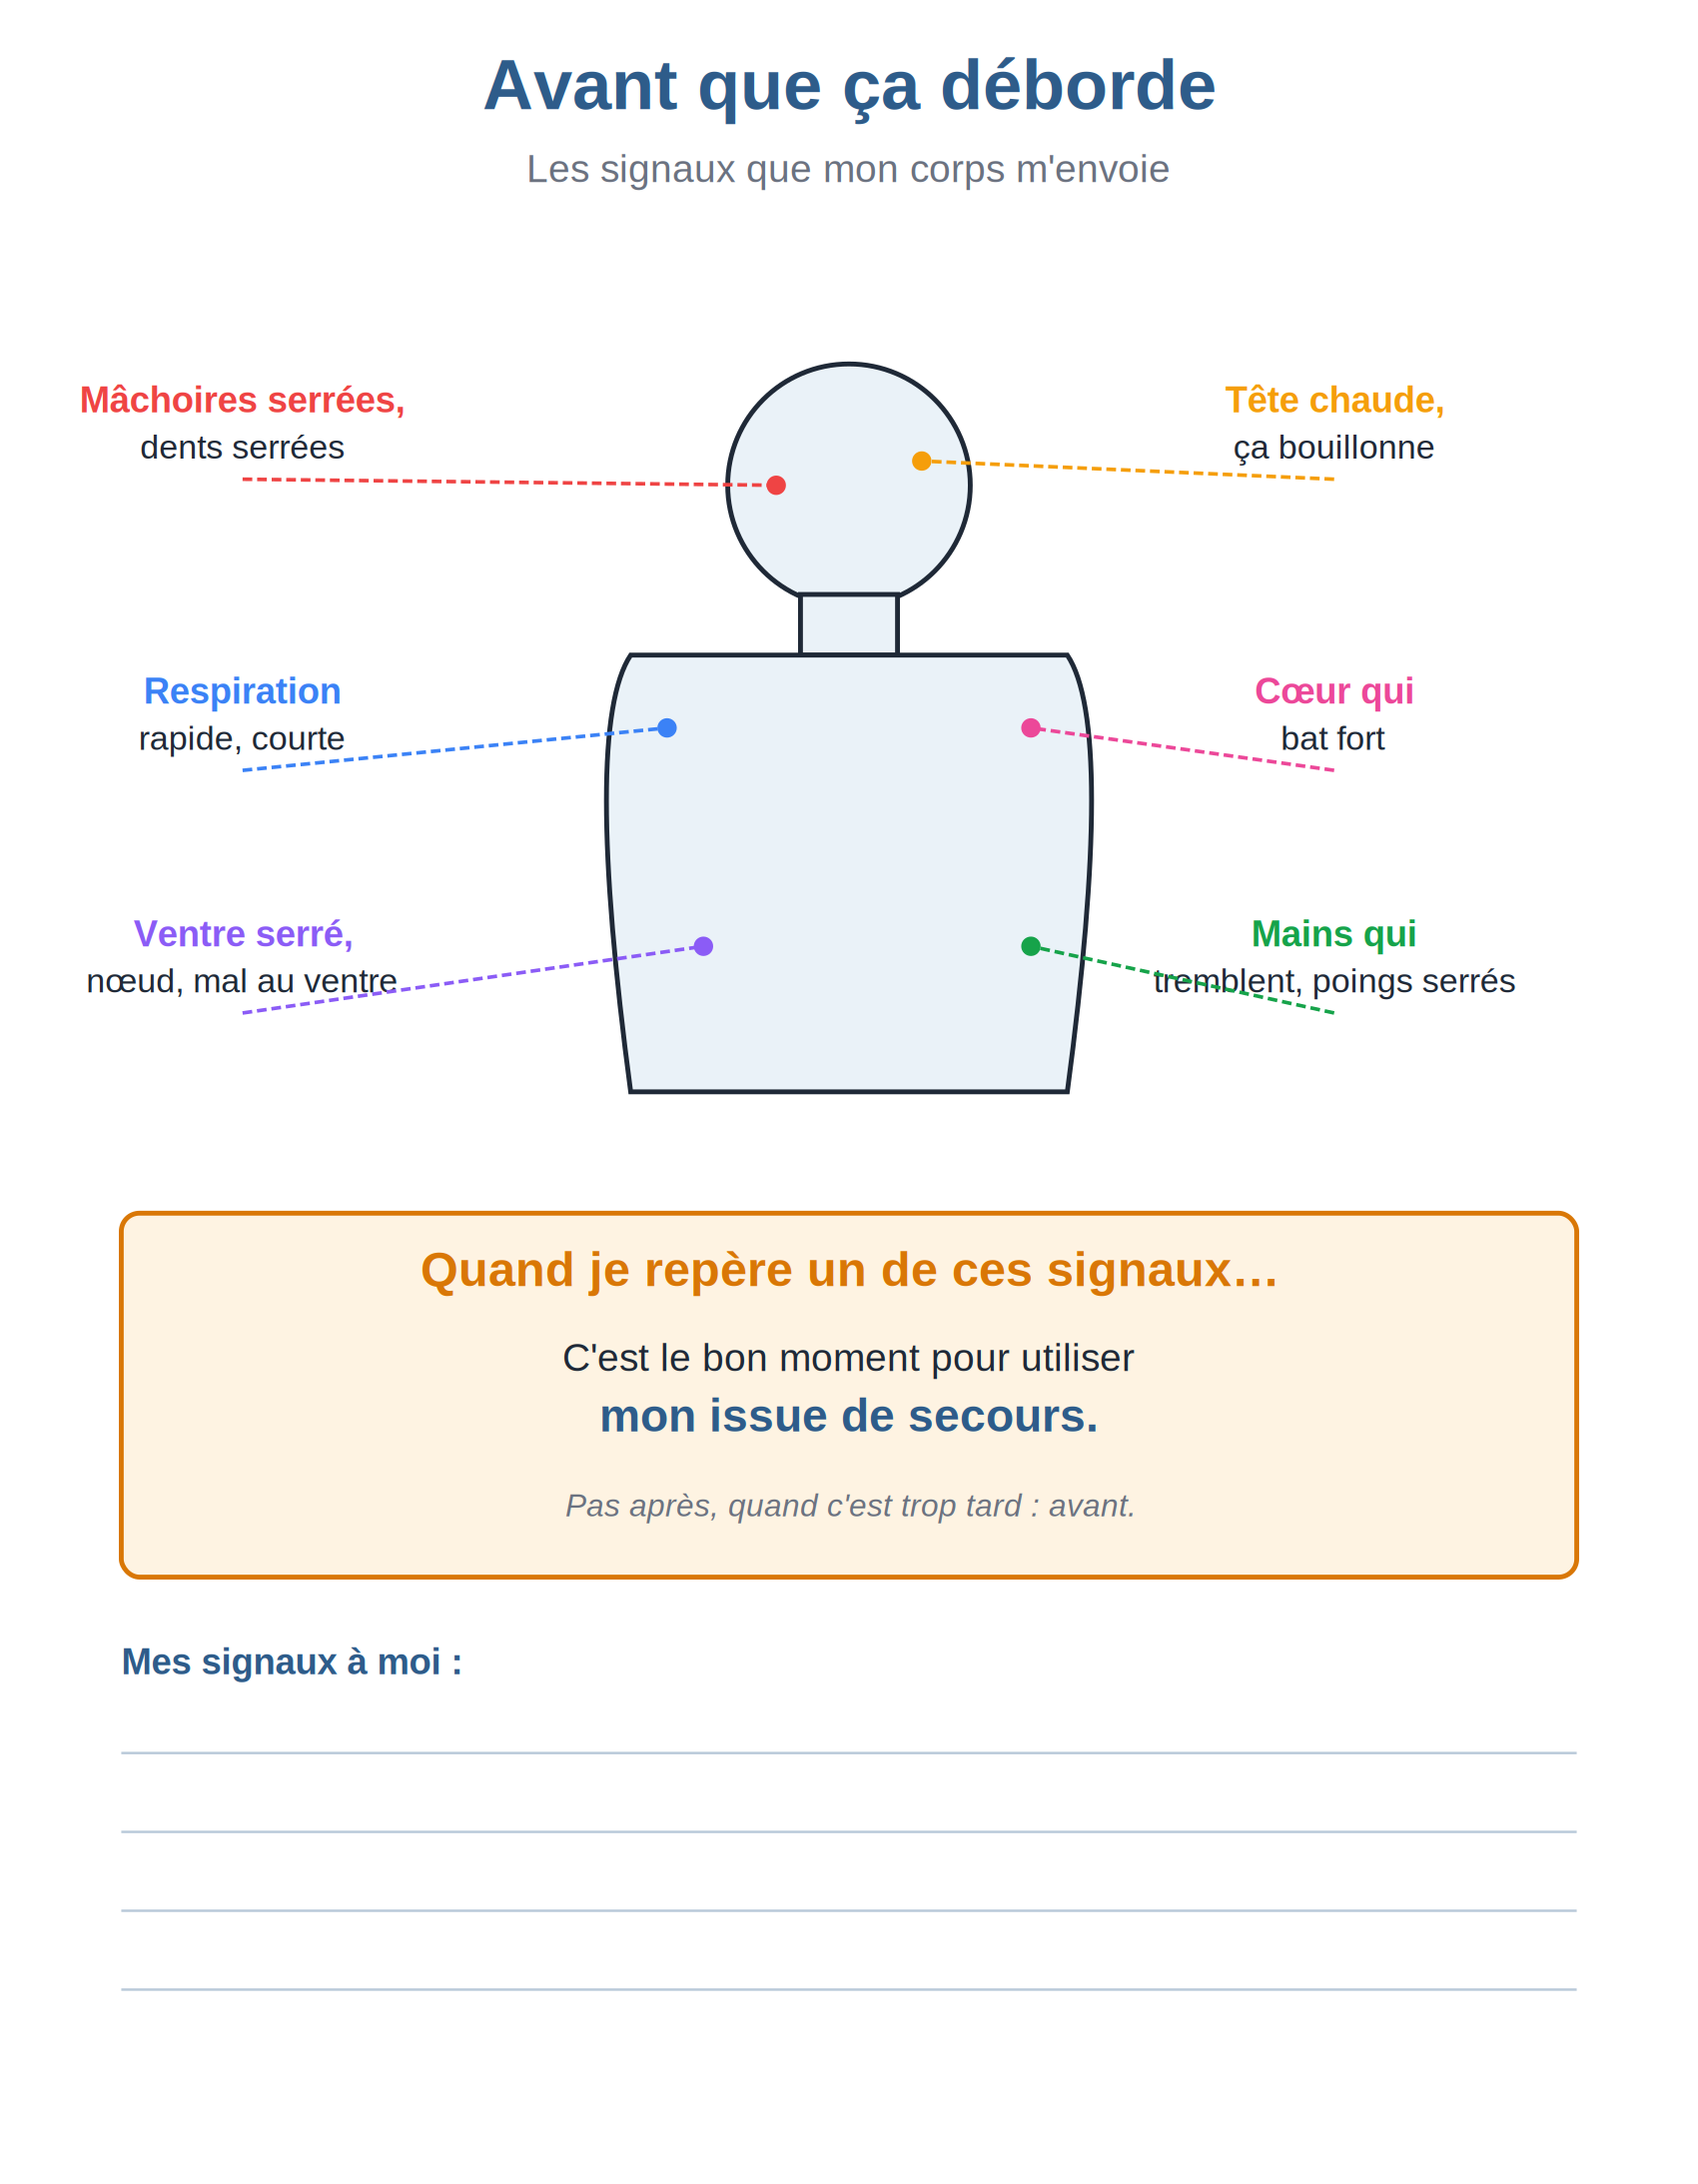 Avant que ça déborde
Les signaux que mon corps m'envoie
Mâchoires serrées,
dents serrées
Tête chaude,
ça bouillonne
Respiration
rapide, courte
Cœur qui
bat fort
Ventre serré,
nœud, mal au ventre
Mains qui
tremblent, poings serrés
Quand je repère un de ces signaux…
C'est le bon moment pour utiliser
mon issue de secours.
Pas après, quand c'est trop tard : avant.
Mes signaux à moi :